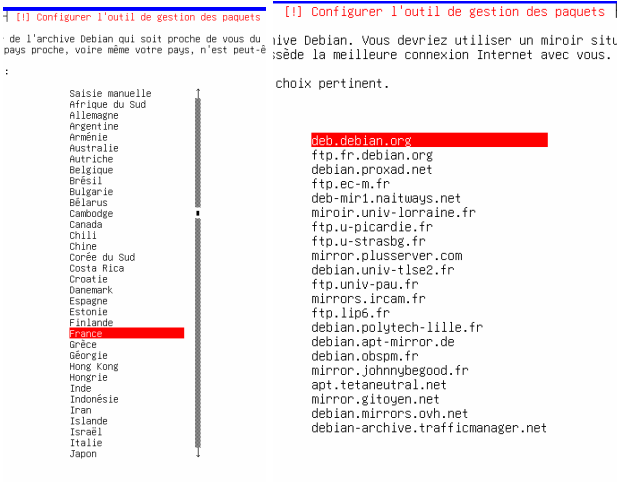 [!] Configurer l'outil de gestion des paquets
de l'archive Debian qui soit proche de vous du
pays proche, voire même votre pays, n'est peut-ê
:
Saisie manuelle
Afrique du Sud
Allemagne
Argentine
Arménie
Australie
Autriche
Belgique
Brésil
Bulgarie
Bélarus
Cambodge
Canada
Chili
Chine
Corée du Sud
Costa Rica
Croatie
Danemark
Espagne
Estonie
Finlande
France
Grèce
Géorgie
Hong Kong
Hongrie
Inde
Indonésie
Iran
Islande
Israël
Italie
Japon
[!] Configurer l'outil de gestion des paquets
hive Debian. Vous devriez utiliser un miroir situ
ssède la meilleure connexion Internet avec vous.
choix pertinent.
deb.debian.org
ftp.fr.debian.org
debian.proxad.net
ftp.ec-m.fr
deb-mir1.naitways.net
miroir.univ-lorraine.fr
ftp.u-picardie.fr
ftp.u-strasbg.fr
mirror.plusserver.com
debian.univ-tlse2.fr
ftp.univ-pau.fr
mirrors.ircam.fr
ftp.lip6.fr
debian.polytech-lille.fr
debian.apt-mirror.de
debian.obspm.fr
mirror.johnnybegood.fr
apt.tetaneutral.net
mirror.gitoyen.net
debian.mirrors.ovh.net
debian-archive.trafficmanager.net